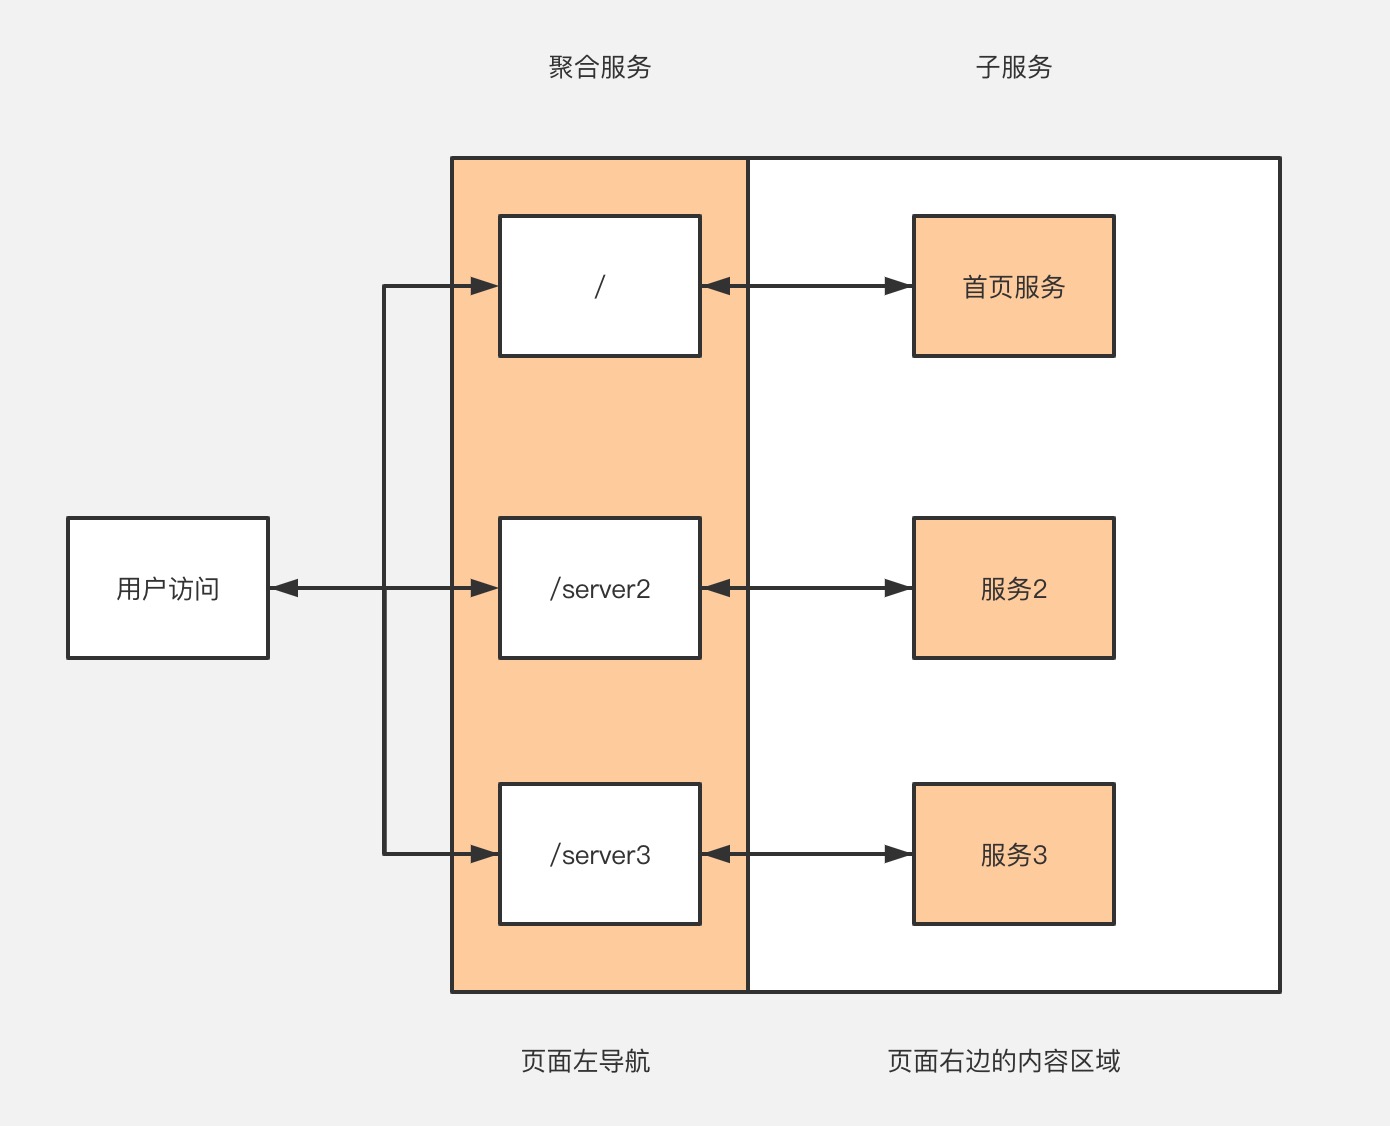 聚合服务
子服务
/
首页服务
用户访问
/server2
服务2
/server3
服务3
页面左导航
页面右边的内容区域